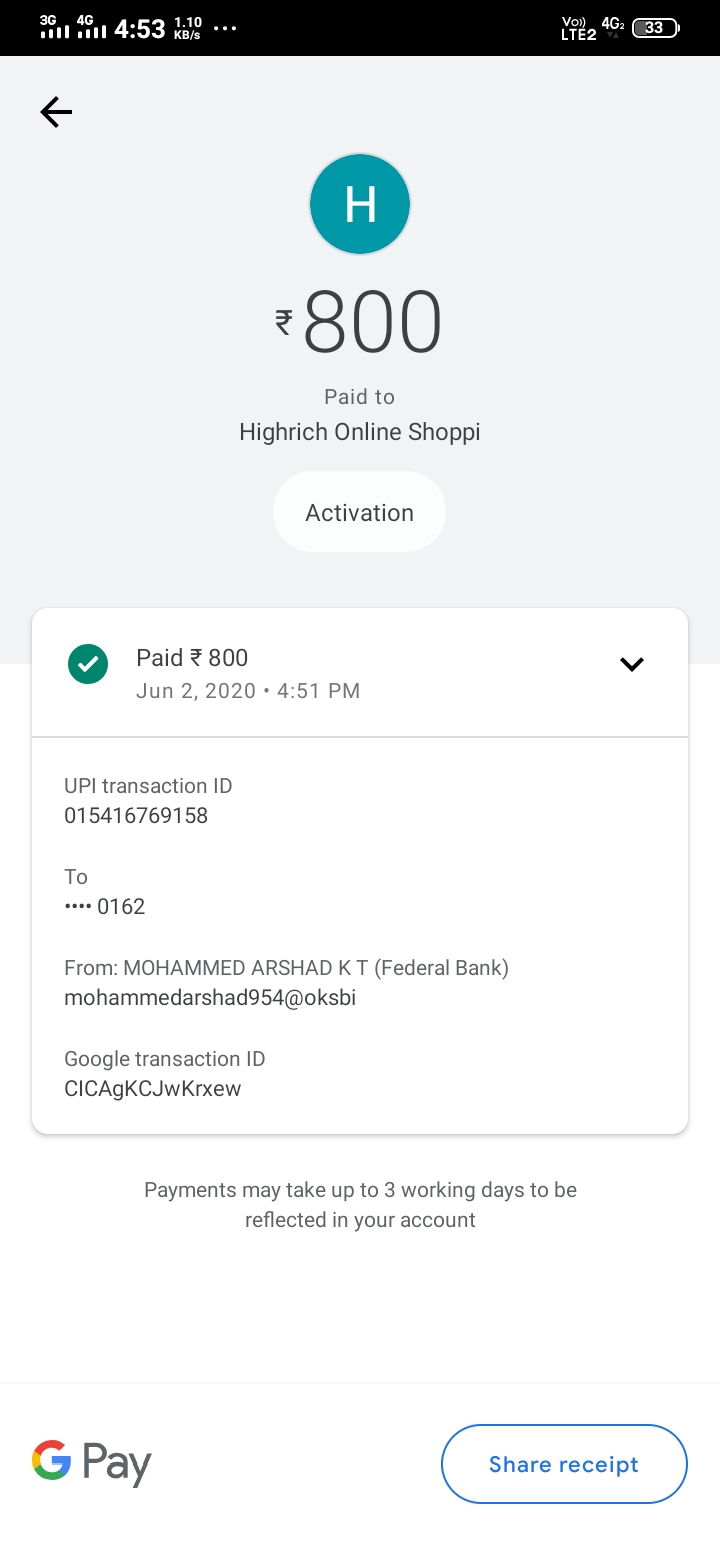 3G 4G 4:53 1.10 KB/s ...
Vo)) LTE2 4G2 33
H
₹800
Paid to
Highrich Online Shoppi
Activation
Paid ₹ 800
Jun 2, 2020 • 4:51 PM
UPI transaction ID
015416769158
To
•••• 0162
From: MOHAMMED ARSHAD K T (Federal Bank)
mohammedarshad954@oksbi
Google transaction ID
CICAgKCJwKrxew
Payments may take up to 3 working days to be
reflected in your account
G Pay
Share receipt